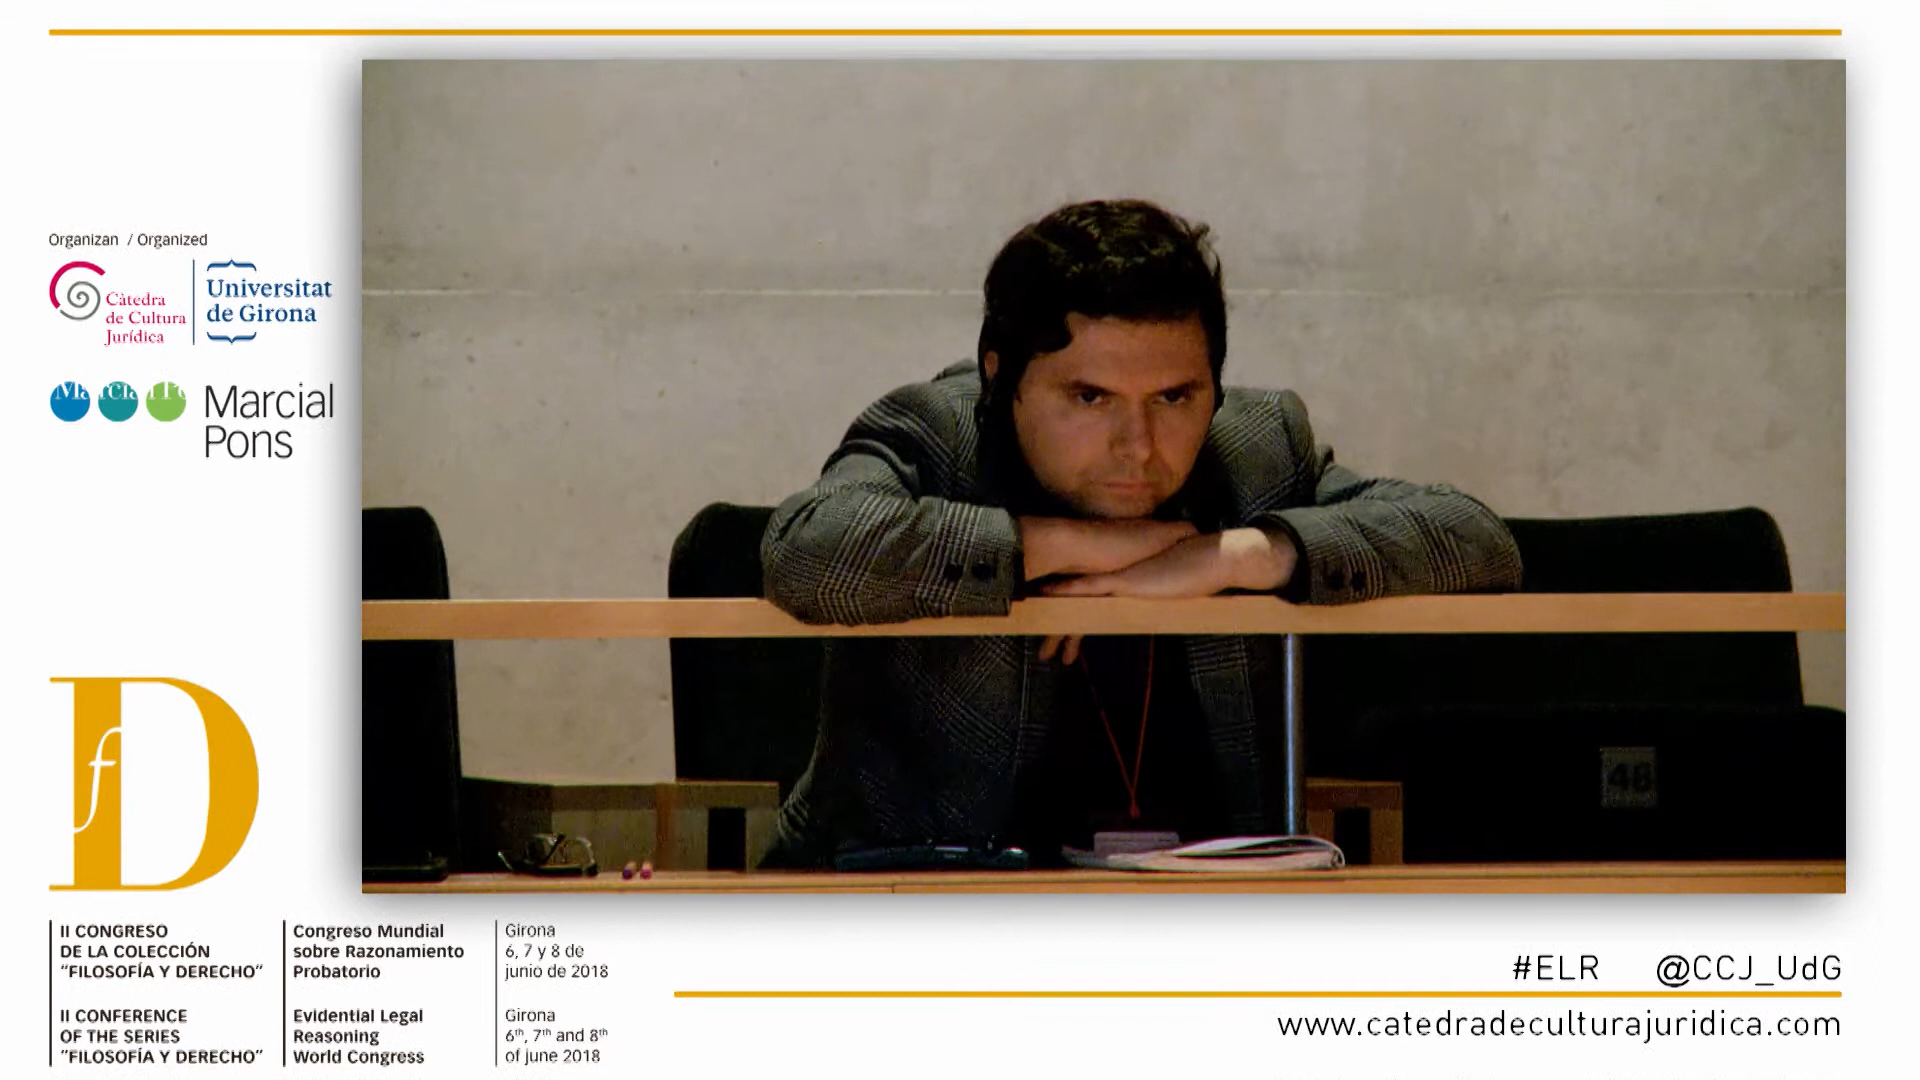 Organizan / Organized
Càtedra
de Cultura
Jurídica
Universitat
de Girona
Marcial
Pons
fD
48
II CONGRESO
DE LA COLECCIÓN
"FILOSOFÍA Y DERECHO"
II CONFERENCE
OF THE SERIES
"FILOSOFÍA Y DERECHO"
Congreso Mundial
sobre Razonamiento
Probatorio
Evidential Legal
Reasoning
World Congress
Girona
6, 7 y 8 de
junio de 2018
Girona
6th, 7th and 8th
of june 2018
#ELR @CCJ_UdG
www.catedradeculturajuridica.com